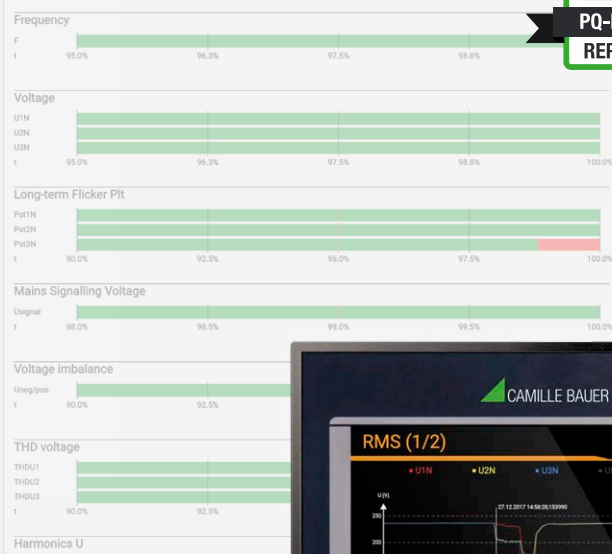 Frequency
PQ-
F
REP
t 95.0% 96.3% 97.5% 98.8%
Voltage
U1N
U2N
U3N
t 95.0% 96.3% 97.5% 98.8% 100.0%
Long-term Flicker Plt
Pst1N
Pst2N
Pst3N
t 90.0% 92.5% 95.0% 97.5% 100.0%
Mains Signalling Voltage
Usignal
t 98.0% 98.5% 99.0% 99.5% 100.0%
Voltage imbalance
Uneg/pos
t 90.0% 92.5%
CAMILLE BAUER
THD voltage
RMS (1/2)
THDU1
U1N U2N U3N
THDU2
THDU3
U (V)
t 90.0% 92.5%
27.12.2017 14:58:28,153990
250
Harmonics U
200